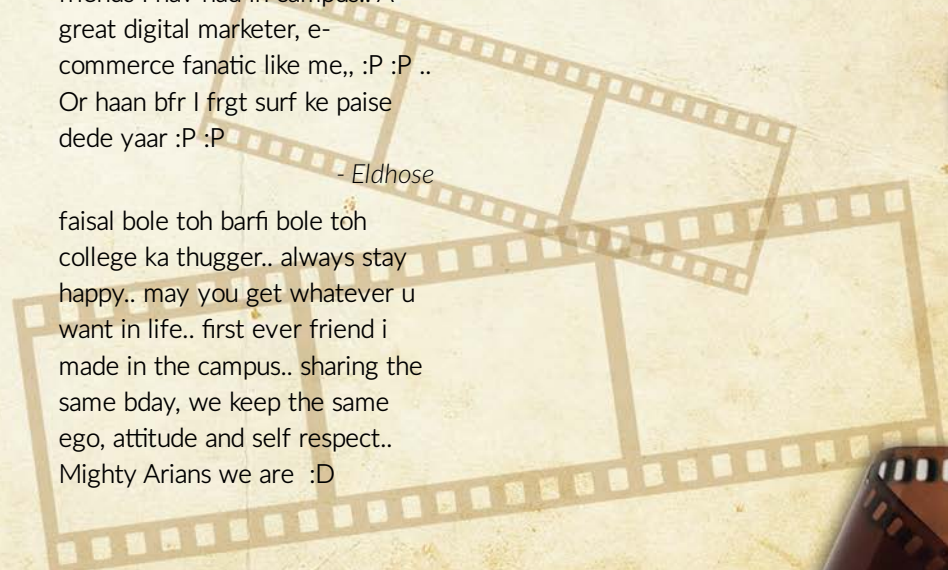 great digital marketer, e-
commerce fanatic like me,, :P :P ..
Or haan bfr I frgt surf ke paise
dede yaar :P :P
- Eldhose
faisal bole toh barfi bole toh
college ka thugger.. always stay
happy.. may you get whatever u
want in life.. first ever friend i
made in the campus.. sharing the
same bday, we keep the same
ego, attitude and self respect..
Mighty Arians we are  :D